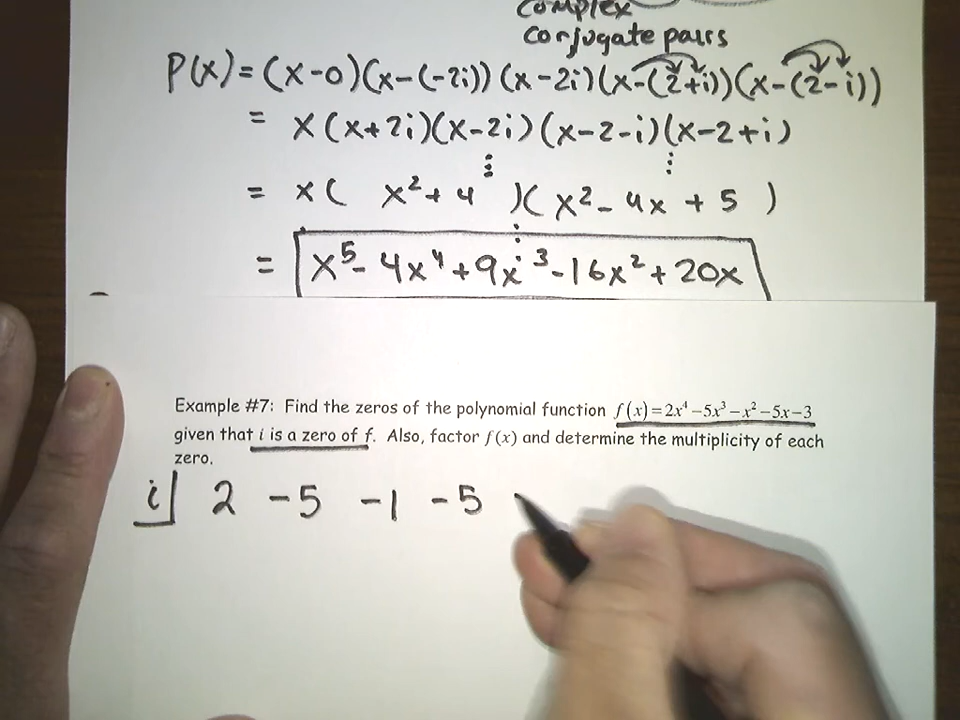 complex
conjugate pairs
P(x) = (x-0)(x-(-2i))(x-2i)(x-(2+i))(x-(2-i))
= x(x+2i)(x-2i)(x-2-i)(x-2+i)
= x( x²+4 )(x²-4x+5 )
= x⁵-4x⁴+9x³-16x²+20x
Example #7: Find the zeros of the polynomial function f(x)=2x⁴-5x³-x²-5x-3
given that i is a zero of f. Also, factor f(x) and determine the multiplicity of each
zero.
i 2 -5 -1 -5